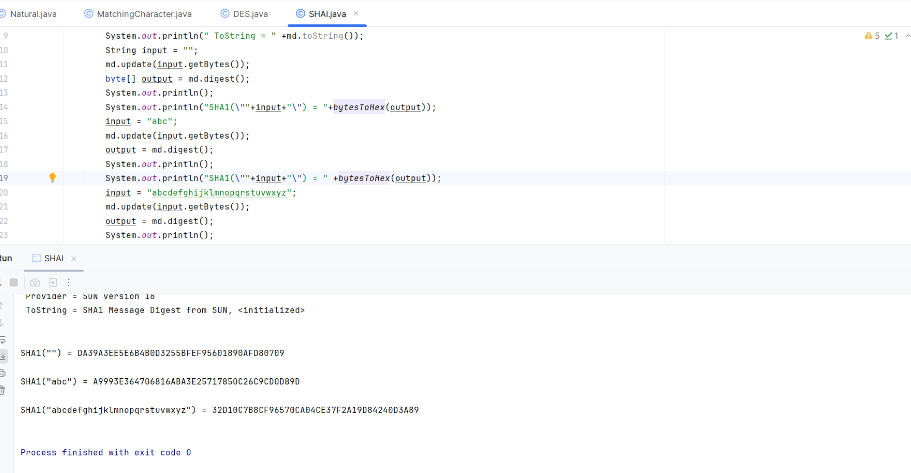 Natural.java MatchingCharacter.java DES.java SHAI.java
9 System.out.println(" ToString = " +md.toString()); 5 1
10 String input = "";
11 md.update(input.getBytes());
12 byte[] output = md.digest();
13 System.out.println();
14 System.out.println("SHA1(\""+input+"\") = "+bytesToHex(output));
15 input = "abc";
16 md.update(input.getBytes());
17 output = md.digest();
18 System.out.println();
19 System.out.println("SHA1(\""+input+"\") = " +bytesToHex(output));
20 input = "abcdefghijklmnopqrstuvwxyz";
21 md.update(input.getBytes());
22 output = md.digest();
23 System.out.println();
Run SHAI
Provider = SUN version 18
ToString = SHA1 Message Digest from SUN, <initialized>
SHA1("") = DA39A3EE5E6B4B0D3255BFEF95601890AFD80709
SHA1("abc") = A9993E364706816ABA3E25717850C26C9CD0D89D
SHA1("abcdefghijklmnopqrstuvwxyz") = 32D10C7B8CF96570CA04CE37F2A19D84240D3A89
Process finished with exit code 0